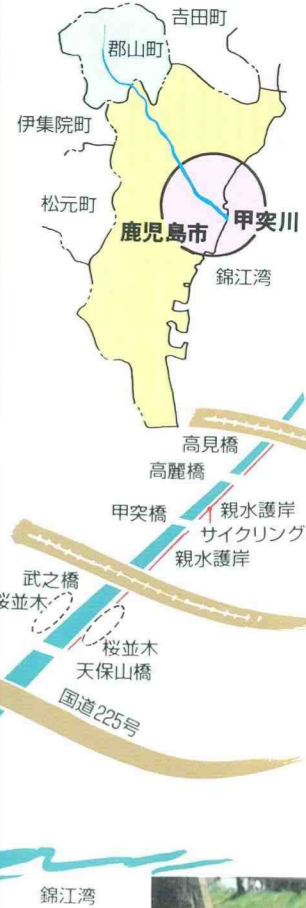 𠮷田町
郡山町
伊集院町
松元町
鹿児島市
甲突川
錦江湾
高見橋
高麗橋
甲突橋
親水護岸
サイクリング
親水護岸
武之橋
桜並木
桜並木
天保山橋
国道225号
錦江湾